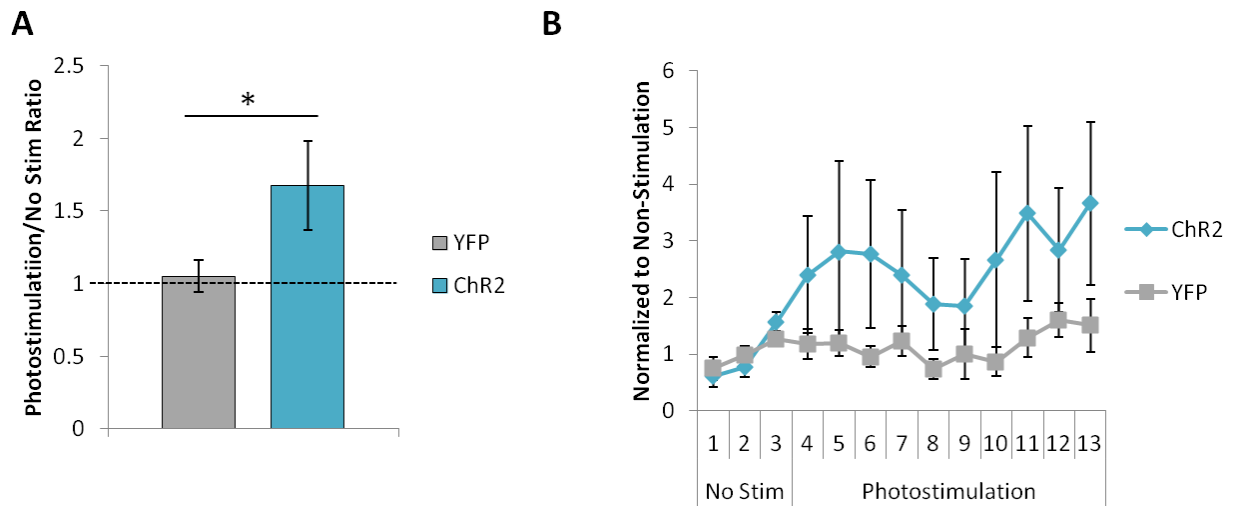 A
Photostimulatiion/No Stim Ratio
2.5
2
1.5
1
0.5
0
*
YFP
ChR2
B
Normalized to Non-Stimulation
6
5
4
3
2
1
0
1 2 3 4 5 6 7 8 9 10 11 12 13
No Stim Photostimulation
ChR2
YFP